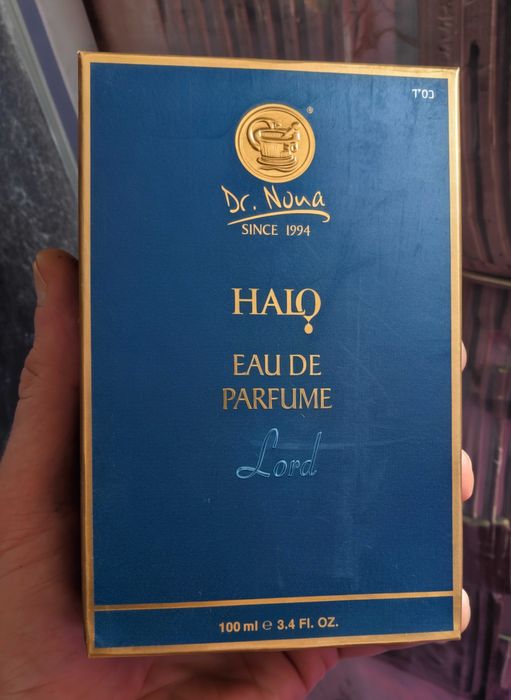 בס"ד
®
Dr. Nona
SINCE 1994
HALO
EAU DE
PARFUME
Lord
100 ml ℮ 3.4 Fl. OZ.